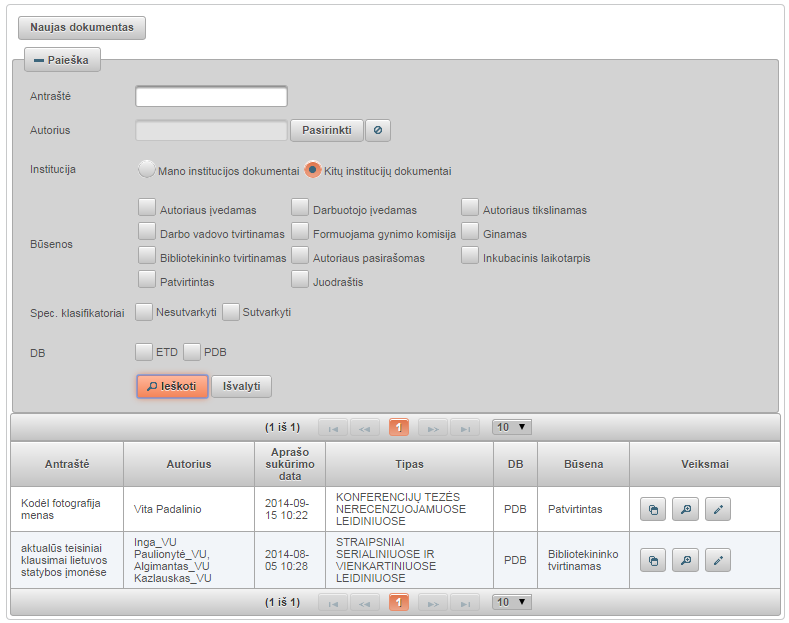 Naujas dokumentas
Paieška
Antraštė
Autorius Pasirinkti
Institucija Mano institucijos dokumentai Kitų institucijų dokumentai
Būsenos
Autoriaus įvedamas Darbuotojo įvedamas Autoriaus tikslinamas
Darbo vadovo tvirtinamas Formuojama gynimo komisija Ginamas
Bibliotekininko tvirtinamas Autoriaus pasirašomas Inkubacinis laikotarpis
Patvirtintas Juodraštis
Spec. klasifikatoriai Nesutvarkyti Sutvarkyti
DB ETD PDB
Ieškoti Išvalyti
(1 iš 1) 1 10
Antraštė Autorius Aprašo sukūrimo data Tipas DB Būsena Veiksmai
Kodėl fotografija
menas
Vita Padalinio
2014-09-
15 10:22
KONFERENCIJŲ TEZĖS
NERECENZUOJAMUOSE
LEIDINIUOSE
PDB
Patvirtintas
aktualūs teisiniai
klausimai lietuvos
statybos įmonėse
Inga_VU
Paulionytė_VU,
Algimantas_VU
Kazlauskas_VU
2014-08-
05 10:28
STRAIPSNIAI
SERIALINIUOSE IR
VIENKARTINIUOSE
LEIDINIUOSE
PDB
Bibliotekininko
tvirtinamas
(1 iš 1) 1 10